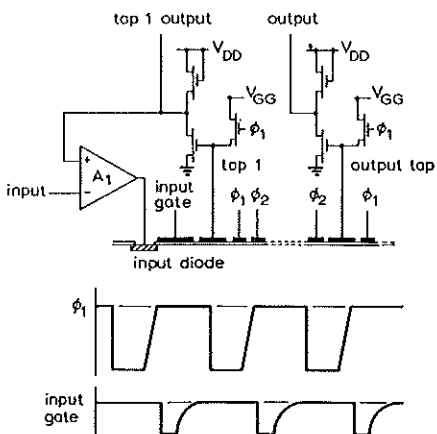 tap 1 output
output
V_DD
V_DD
V_GG
V_GG
ϕ₁
ϕ₁
+
A₁
input
−
tap 1
output tap
input gate
ϕ₁ ϕ₂
ϕ₂
ϕ₁
input diode
ϕ₁
input gate